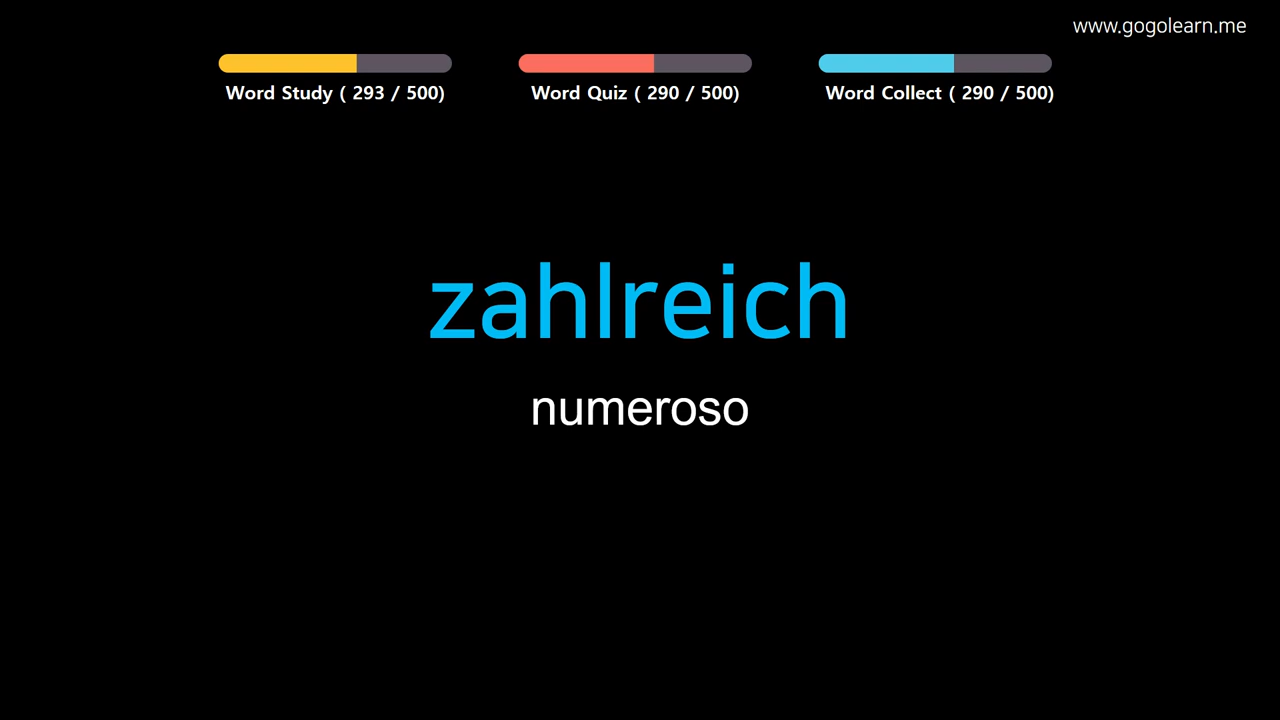 www.gogolearn.me
Word Study ( 293 / 500)
Word Quiz ( 290 / 500)
Word Collect ( 290 / 500)
zahlreich
numeroso